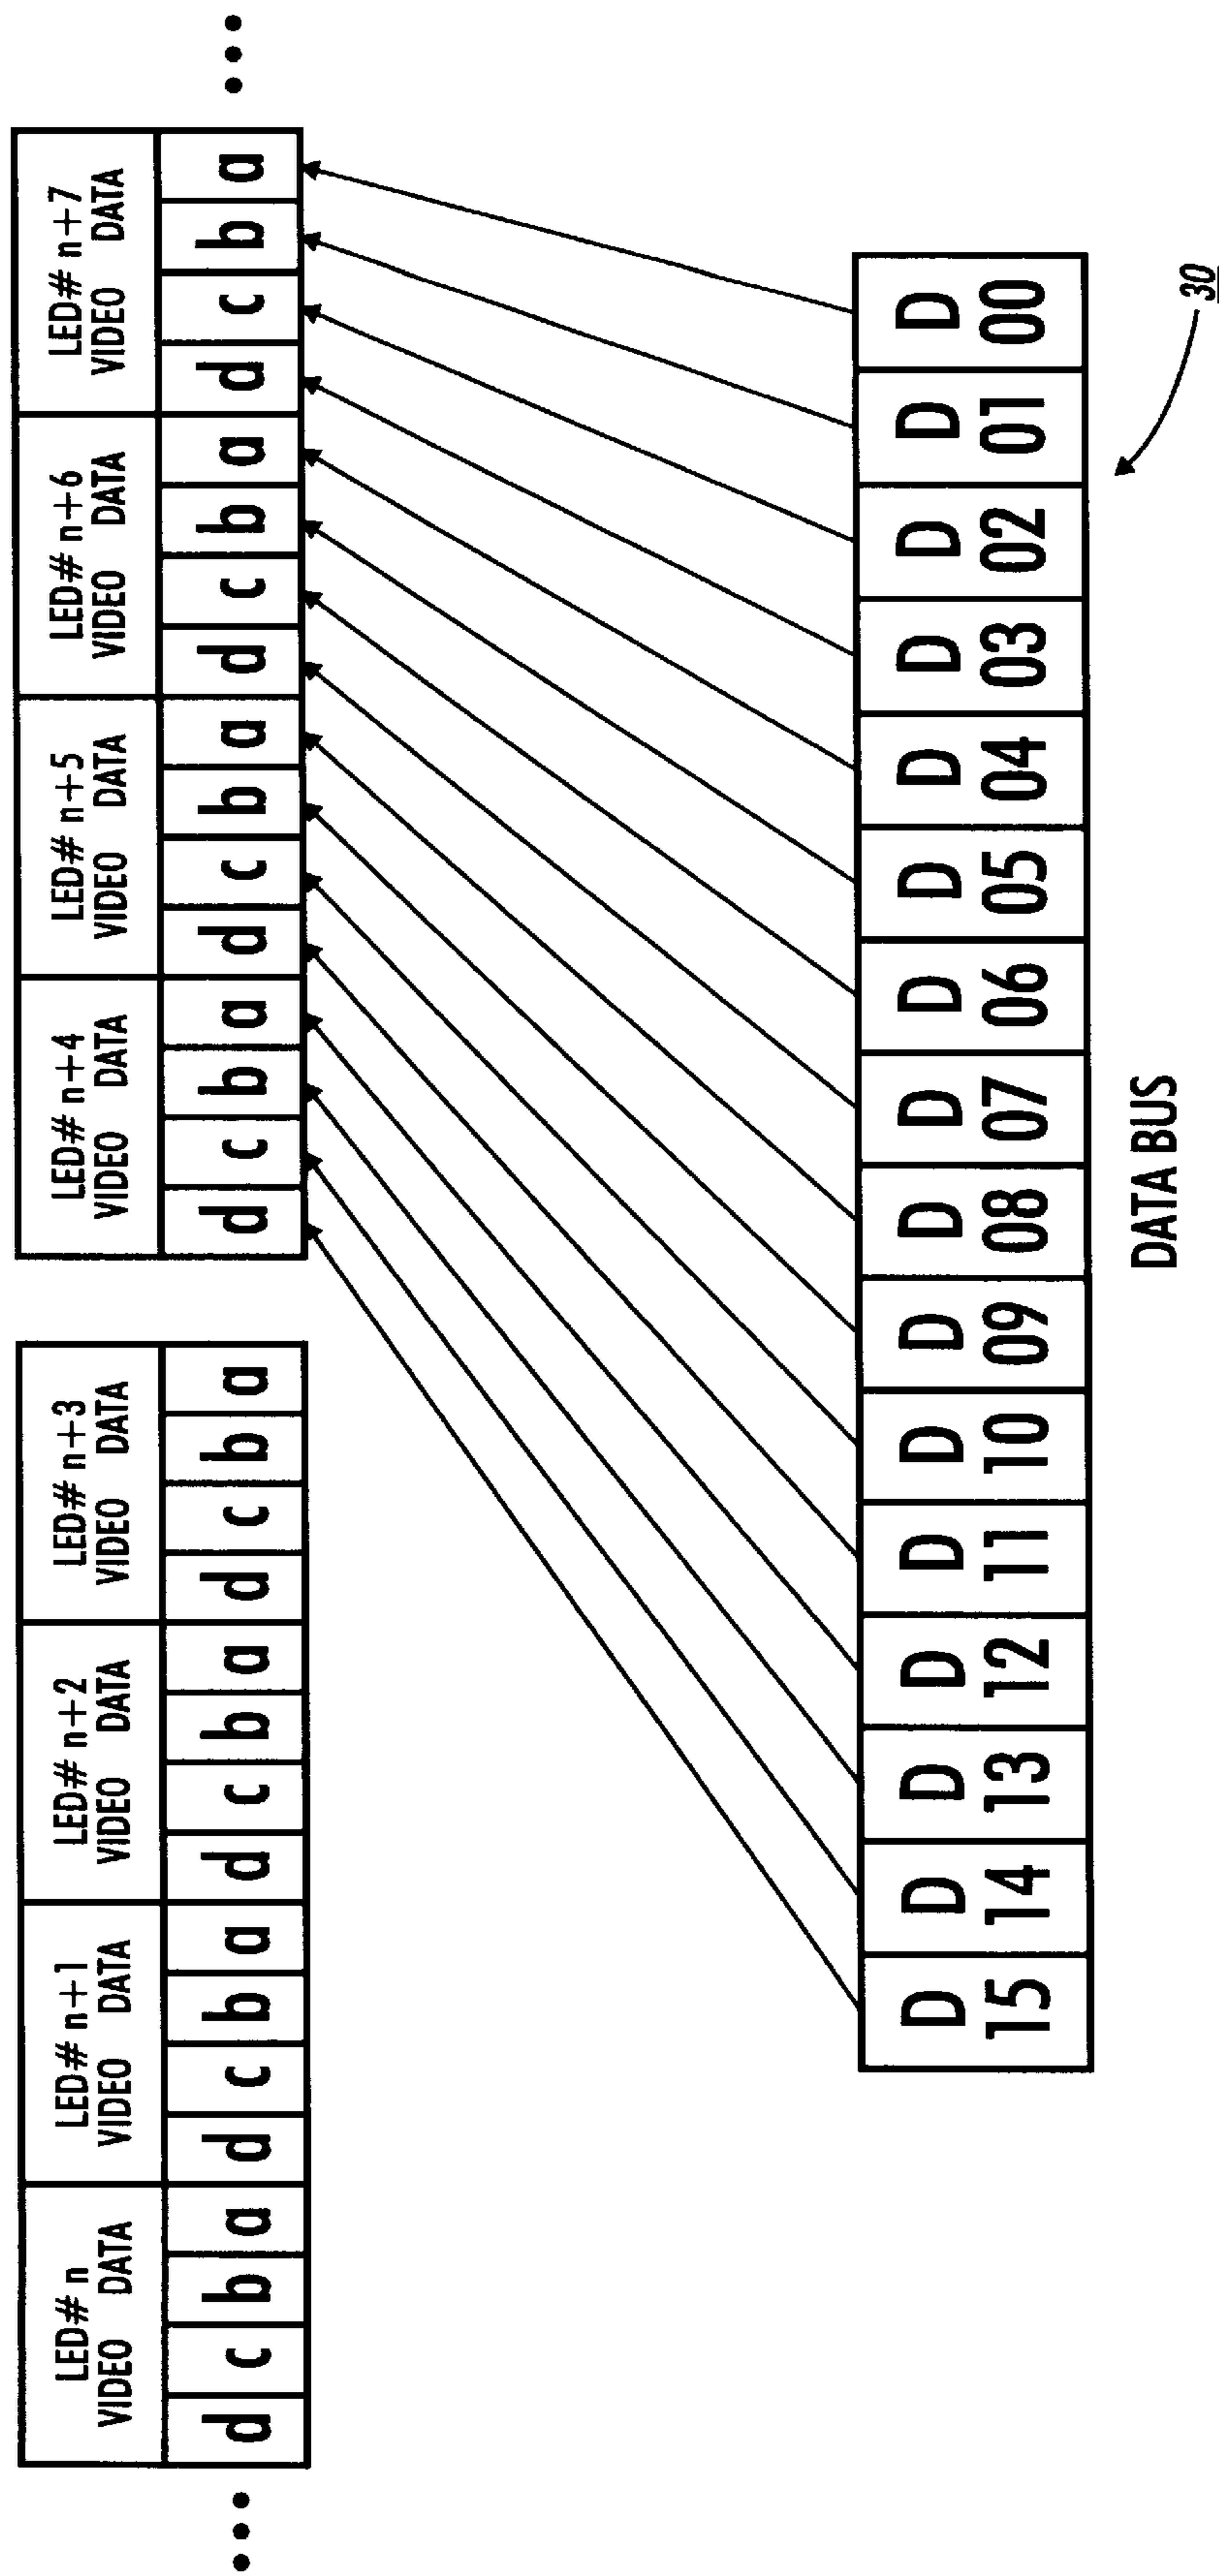 LED# n
VIDEO DATA
LED# n+1
VIDEO DATA
LED# n+2
VIDEO DATA
LED# n+3
VIDEO DATA
LED# n+4
VIDEO DATA
LED# n+5
VIDEO DATA
LED# n+6
VIDEO DATA
LED# n+7
VIDEO DATA
••• d c b a d c b a d c b a d c b a d c b a d c b a d c b a d c b a •••
D D D D D D D D D D D D D D D D
15 14 13 12 11 10 09 08 07 06 05 04 03 02 01 00
DATA BUS
30